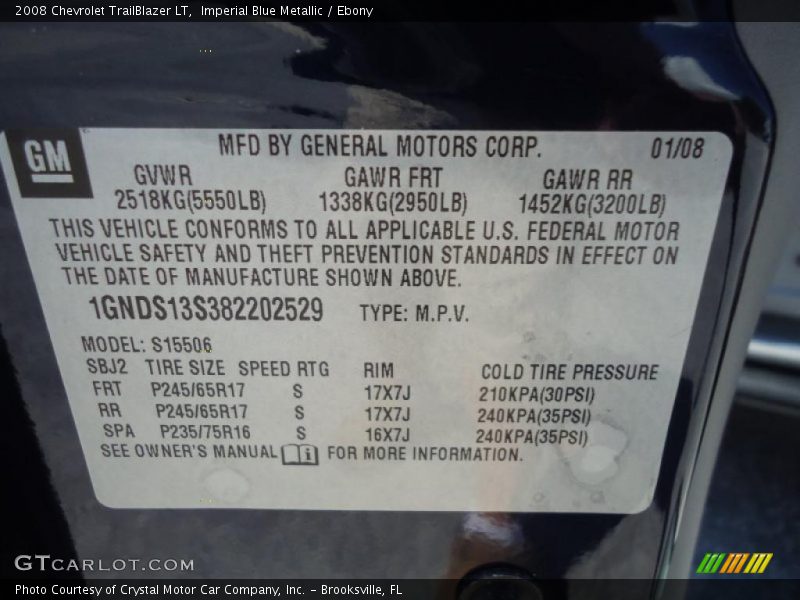 2008 Chevrolet TrailBlazer LT,  Imperial Blue Metallic / Ebony
GM
MFD BY GENERAL MOTORS CORP. 01/08
GVWR GAWR FRT GAWR RR
2518KG(5550LB) 1338KG(2950LB) 1452KG(3200LB)
THIS VEHICLE CONFORMS TO ALL APPLICABLE U.S. FEDERAL MOTOR
VEHICLE SAFETY AND THEFT PREVENTION STANDARDS IN EFFECT ON
THE DATE OF MANUFACTURE SHOWN ABOVE.
1GNDS13S382202529 TYPE: M.P.V.
MODEL: S15506
SBJ2 TIRE SIZE SPEED RTG RIM COLD TIRE PRESSURE
FRT P245/65R17 S 17X7J 210KPA(30PSI)
RR P245/65R17 S 17X7J 240KPA(35PSI)
SPA P235/75R16 S 16X7J 240KPA(35PSI)
SEE OWNER'S MANUAL i FOR MORE INFORMATION.
GTCARLOT.COM
Photo Courtesy of Crystal Motor Car Company, Inc. – Brooksville, FL